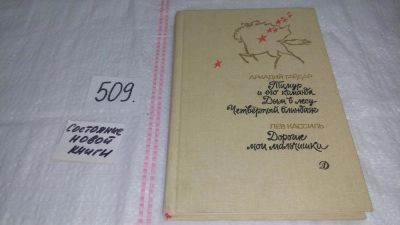 509.
СОСТОЯНИЕ
НОВОЙ
КНИГИ
АРКАДИЙ ГАЙДАР
Тимур
и его команда
Дым в лесу
Четвёртый блиндаж
ЛЕВ КАССИЛЬ
Дорогие
мои мальчишки
Д